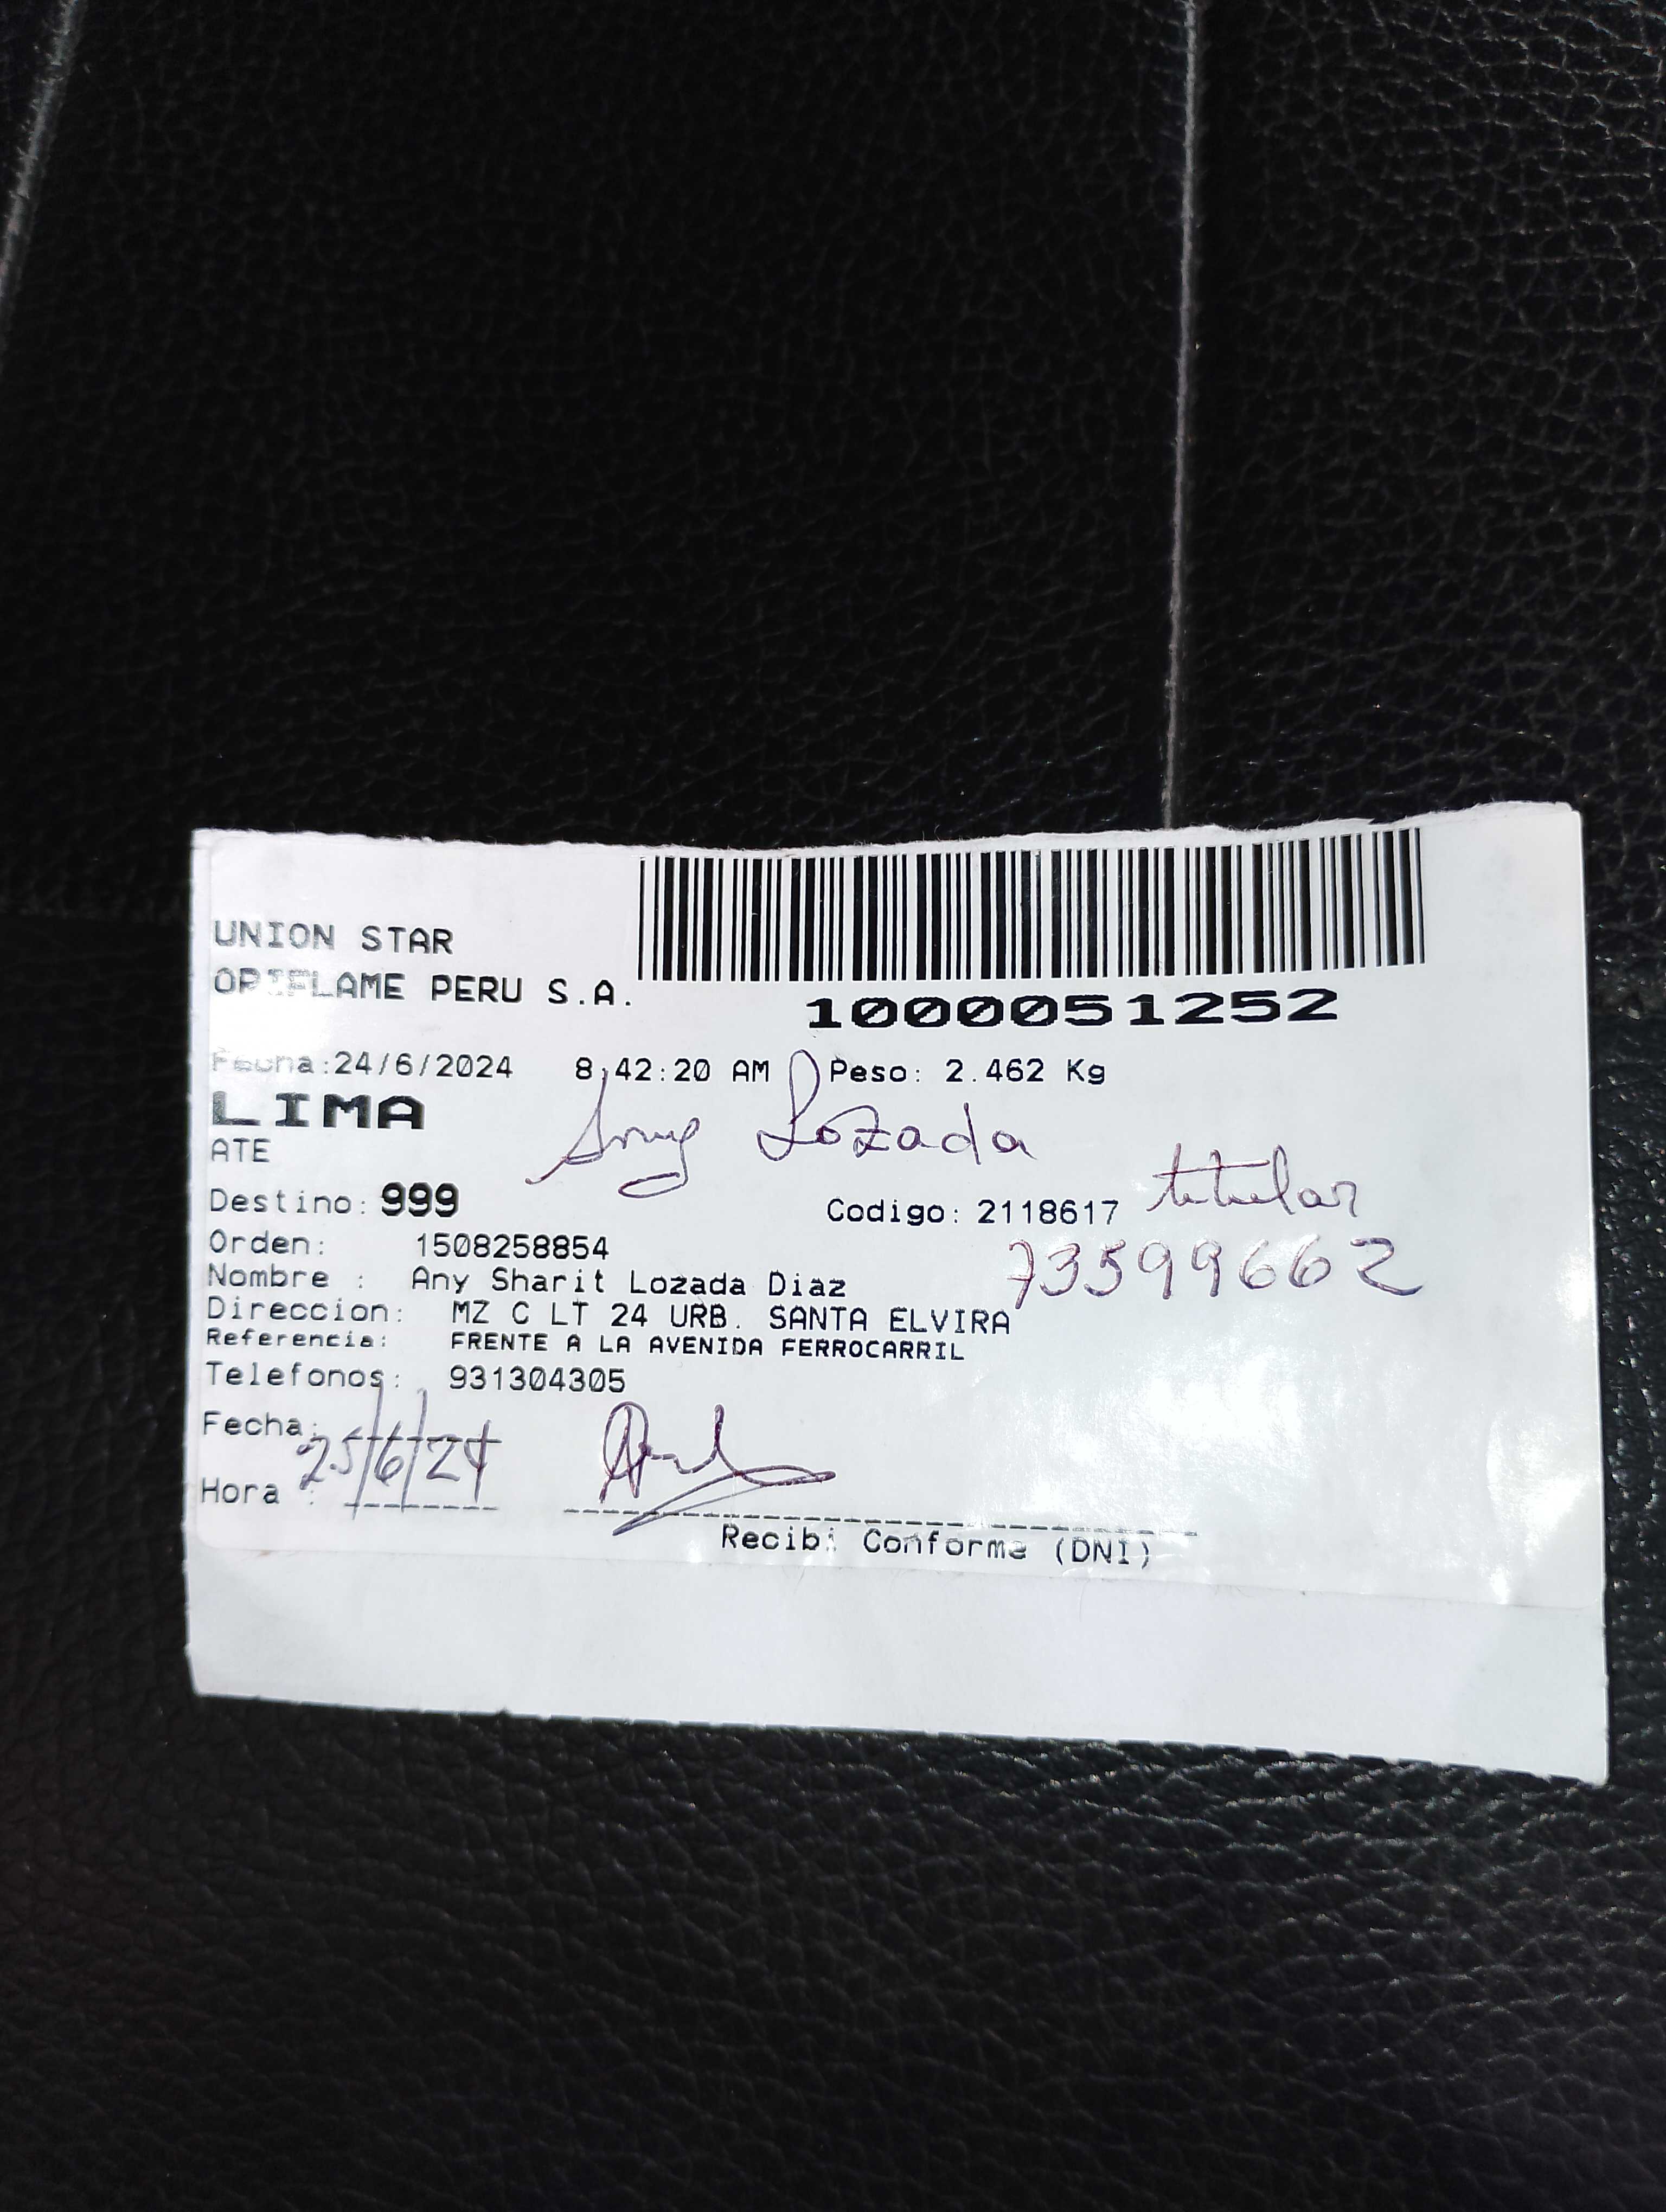 UNION STAR
ORIFLAME PERU S.A.
1000051252
Fecha:24/6/2024 8:42:20 AM Peso: 2.462 Kg
LIMA
Any Lozada
ATE
titular
Destino: 999 Codigo: 2118617
Orden: 1508258854
73599662
Nombre : Any Sharit Lozada Diaz
Direccion: MZ C LT 24 URB. SANTA ELVIRA
Referencia: FRENTE A LA AVENIDA FERROCARRIL
Telefonos: 931304305
Fecha: 25/6/24
Hora :
Recibi Conforme (DNI)